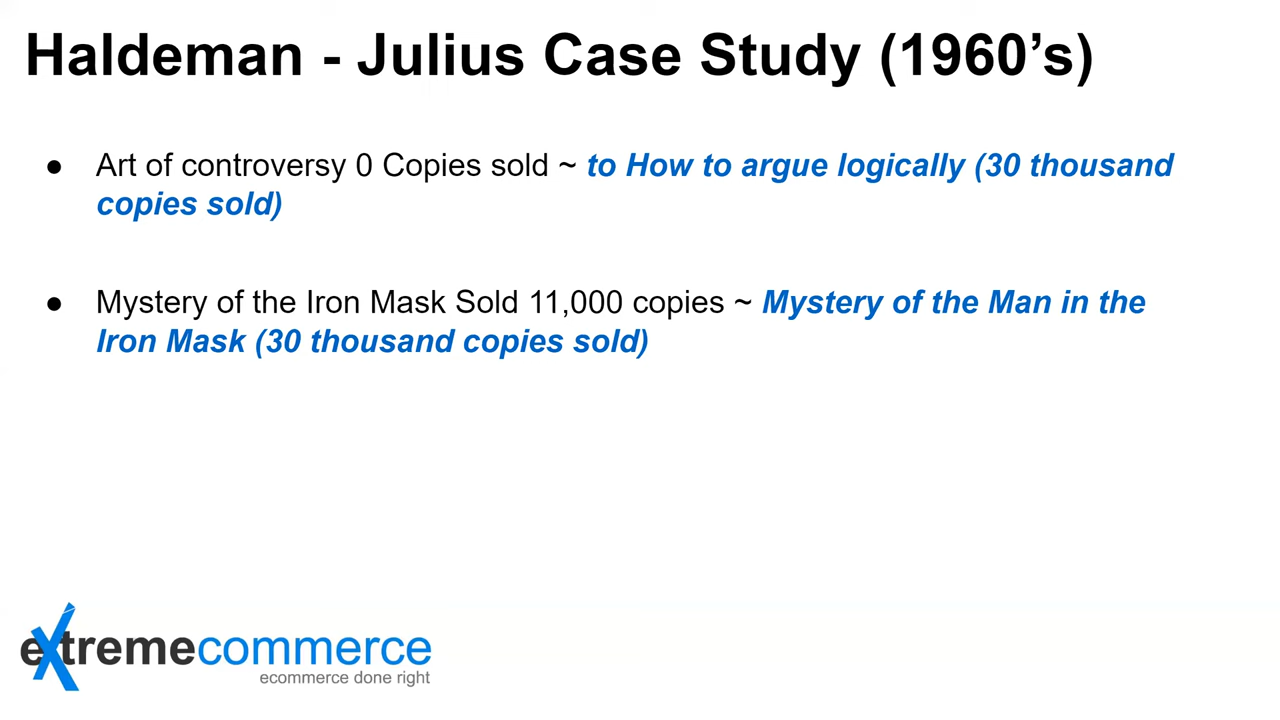 Haldeman - Julius Case Study (1960’s)
● Art of controversy 0 Copies sold ~ to How to argue logically (30 thousand
copies sold)
● Mystery of the Iron Mask Sold 11,000 copies ~ Mystery of the Man in the
Iron Mask (30 thousand copies sold)
extremecommerce
ecommerce done right